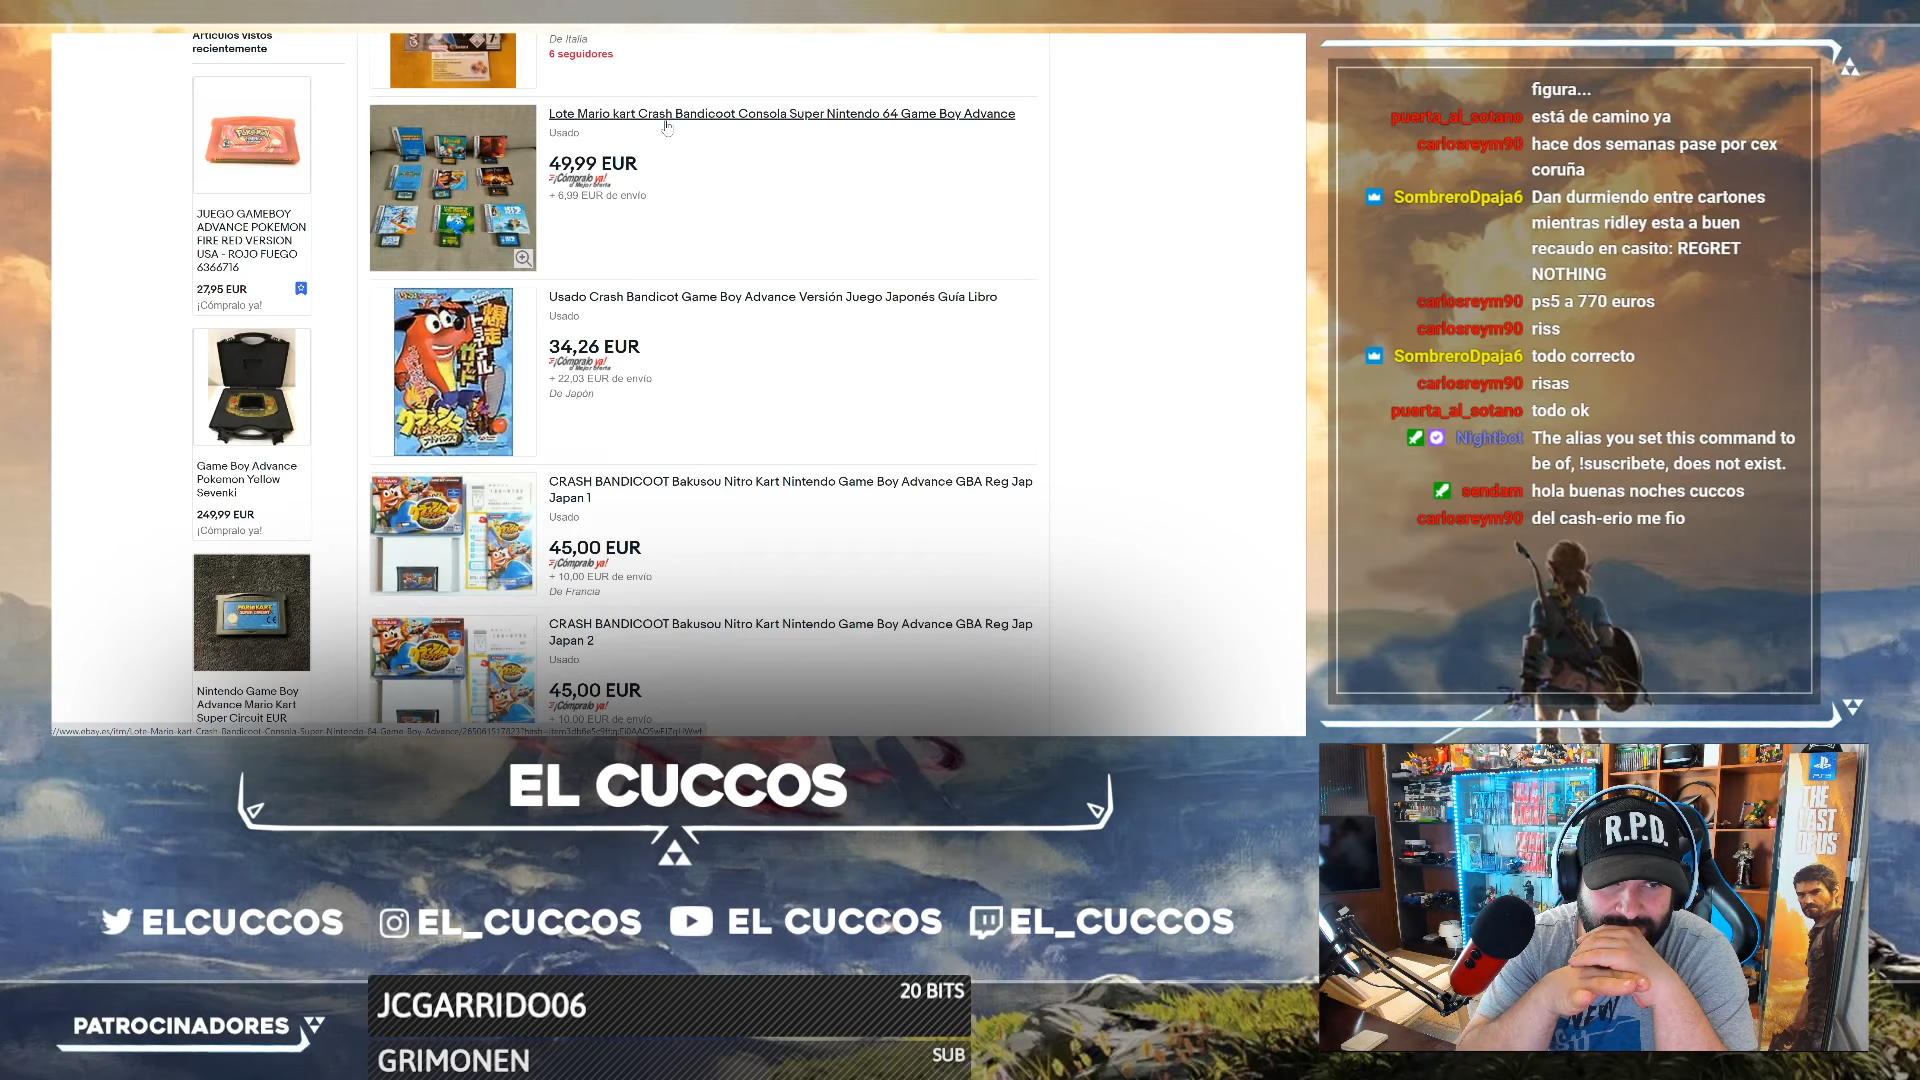 Artículos vistos
recientemente
JUEGO GAMEBOY
ADVANCE POKEMON
FIRE RED VERSION
USA - ROJO FUEGO
6366716
27,95 EUR
¡Cómpralo ya!
Game Boy Advance
Pokemon Yellow
Sevenki
249,99 EUR
¡Cómpralo ya!
Nintendo Game Boy
Advance Mario Kart
Super Circuit EUR
De Italia
6 seguidores
Lote Mario kart Crash Bandicoot Consola Super Nintendo 64 Game Boy Advance
Usado
49,99 EUR
¡Cómpralo ya!
o Mejor oferta
+ 6,99 EUR de envío
Usado Crash Bandicot Game Boy Advance Versión Juego Japonés Guía Libro
Usado
34,26 EUR
¡Cómpralo ya!
o Mejor oferta
+ 22,03 EUR de envío
De Japón
CRASH BANDICOOT Bakusou Nitro Kart Nintendo Game Boy Advance GBA Reg Jap
Japan 1
Usado
45,00 EUR
¡Cómpralo ya!
+ 10,00 EUR de envío
De Francia
CRASH BANDICOOT Bakusou Nitro Kart Nintendo Game Boy Advance GBA Reg Jap
Japan 2
Usado
45,00 EUR
¡Cómpralo ya!
+ 10,00 EUR de envío
figura...
puerta_al_sotano está de camino ya
carlosreym90 hace dos semanas pase por cex
coruña
SombreroDpaja6 Dan durmiendo entre cartones
mientras ridley esta a buen
recaudo en casito: REGRET
NOTHING
carlosreym90 ps5 a 770 euros
carlosreym90 riss
SombreroDpaja6 todo correcto
carlosreym90 risas
puerta_al_sotano todo ok
Nightbot The alias you set this command to
be of, !suscribete, does not exist.
sendam hola buenas noches cuccos
carlosreym90 del cash-erio me fio
EL CUCCOS
ELCUCCOS
EL_CUCCOS
EL CUCCOS
EL_CUCCOS
PATROCINADORES
JCGARRIDO06 20 BITS
GRIMONEN SUB
R.P.D.
THE
LAST
OF US